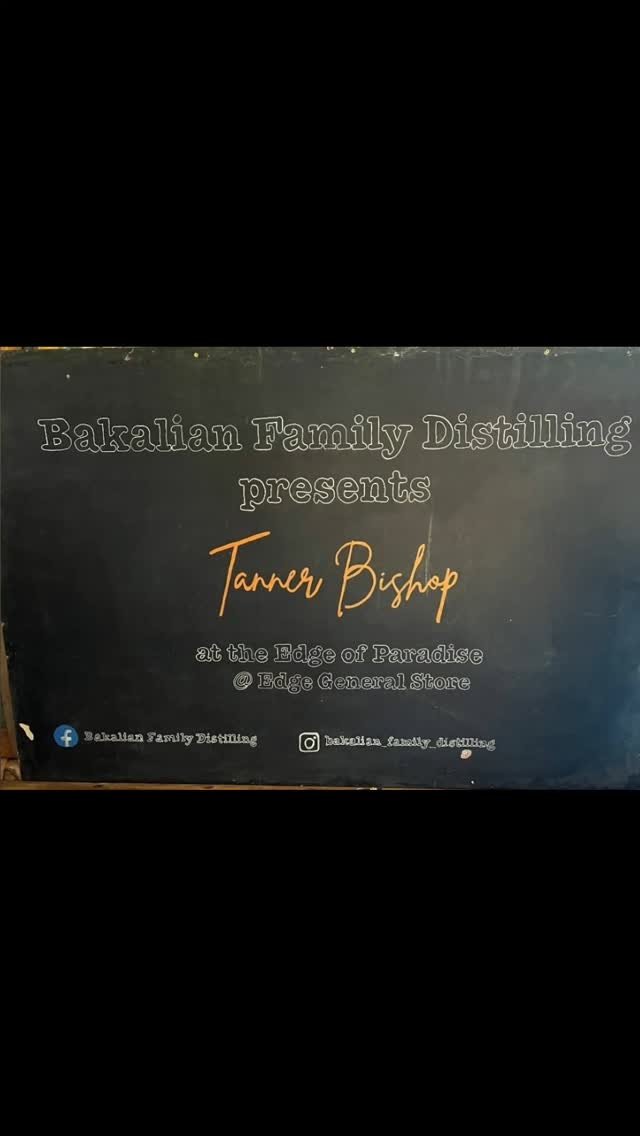 Bakalian Family Distilling
presents
Tanner Bishop
at the Edge of Paradise
@ Edge General Store
Bakalian Family Distilling
bakalian_family_distilling